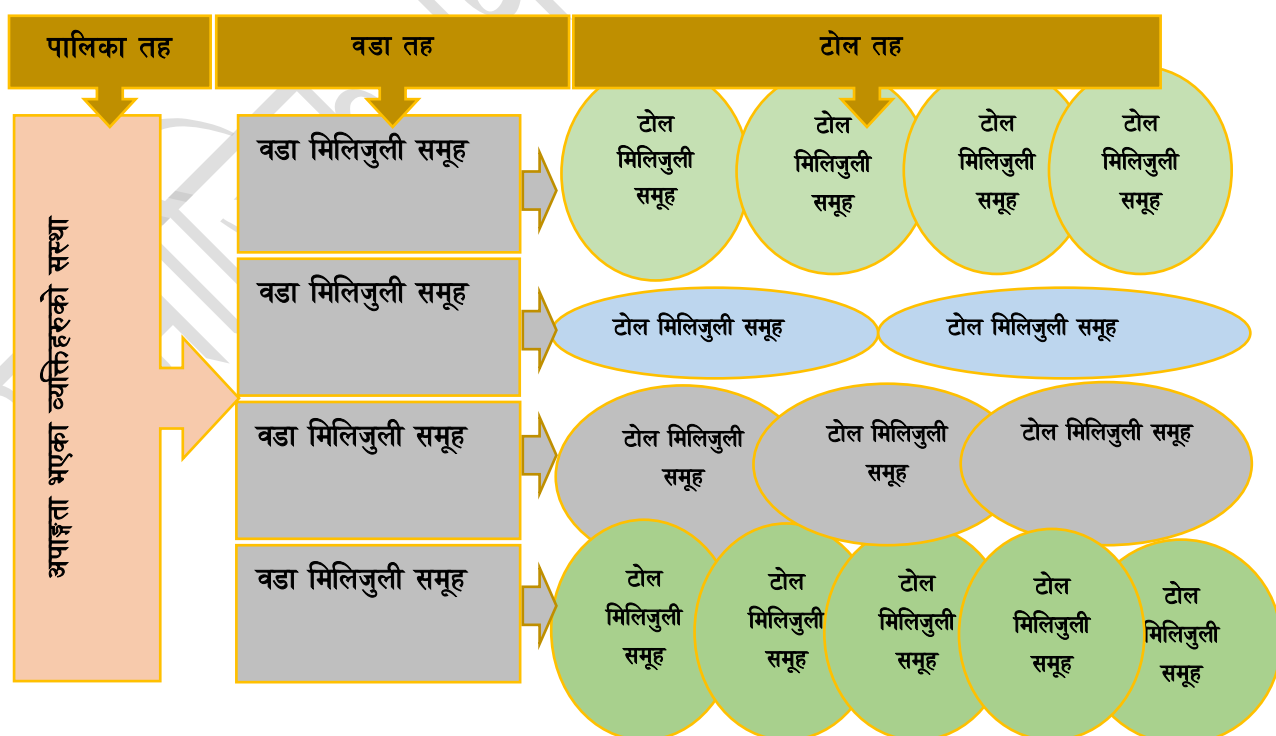 पालिका तह
वडा तह
टोल तह
अपाङ्गता भएका व्यक्तिहरुको सस्था
वडा मिलिजुली समूह
टोल
मिलिजुली
समूह
टोल
मिलिजुली
समूह
टोल
मिलिजुली
समूह
टोल
मिलिजुली
समूह
वडा मिलिजुली समूह
टोल मिलिजुली समूह
टोल मिलिजुली समूह
वडा मिलिजुली समूह
टोल मिलिजुली
समूह
टोल मिलिजुली
समूह
टोल मिलिजुली समूह
वडा मिलिजुली समूह
टोल
मिलिजुली
समूह
टोल
मिलिजुली
समूह
टोल
मिलिजुली
समूह
टोल
मिलिजुली
समूह
टोल
मिलिजुली
समूह